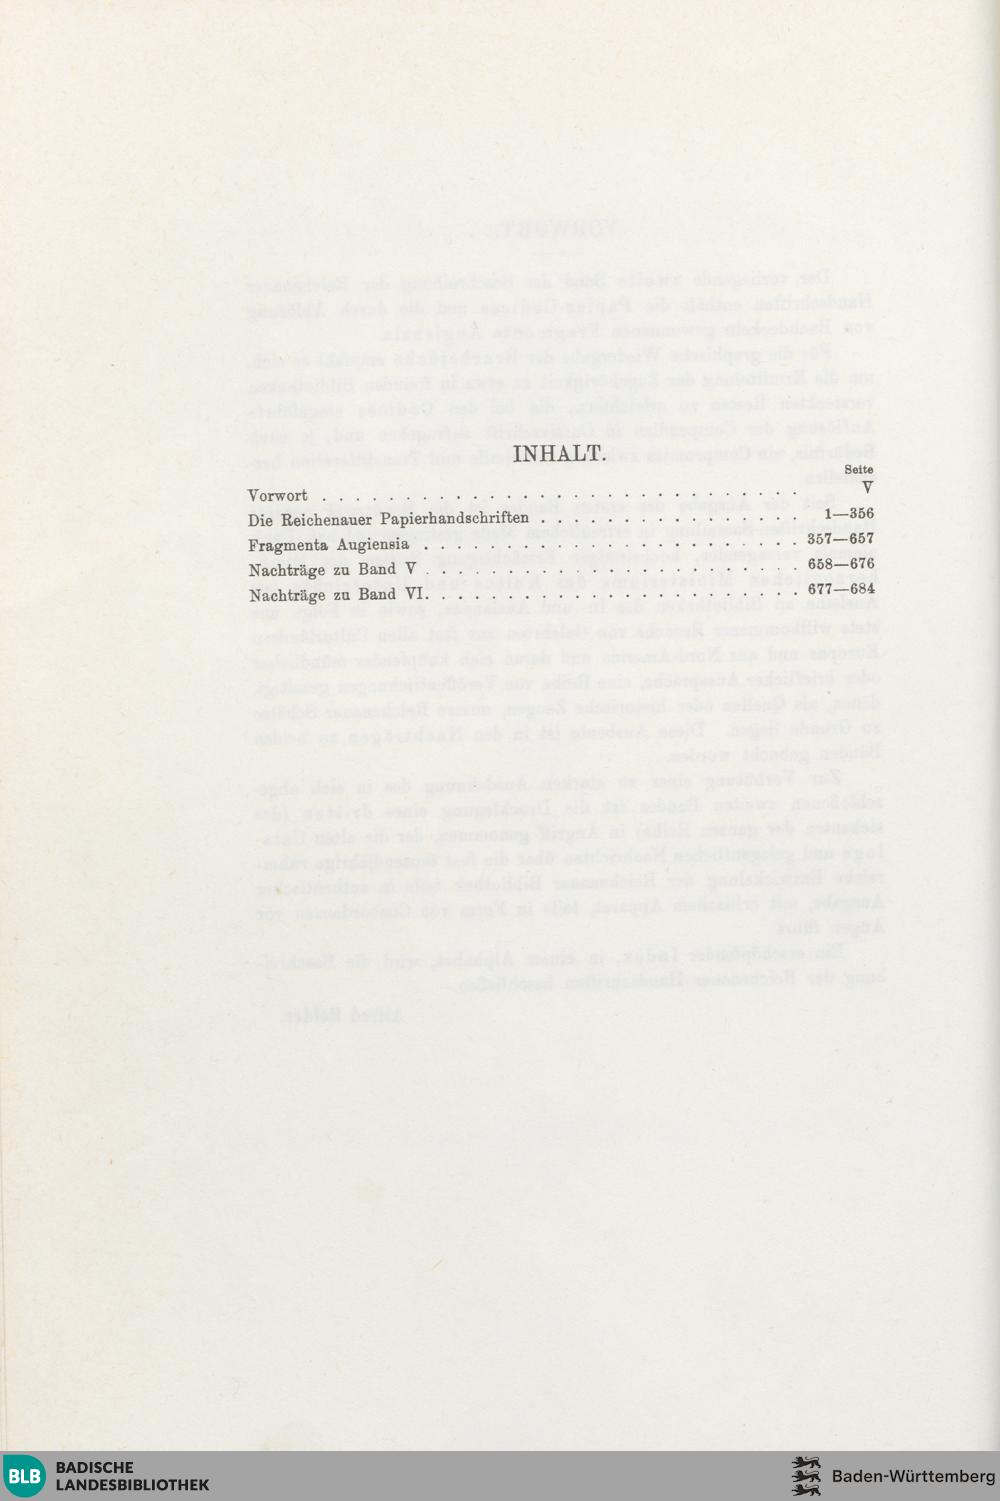 INHALT.
Seite
Vorwort . . . . . . . . . . . . . . . . . . . . . . . . . . . . . V
Die Reichenauer Papierhandschriften . . . . . . . . . . . . . . . . 1—356
Fragmenta Augiensia . . . . . . . . . . . . . . . . . . . . . . . 357—657
Nachträge zu Band V . . . . . . . . . . . . . . . . . . . . . . . 658—676
Nachträge zu Band VI. . . . . . . . . . . . . . . . . . . . . . . 677—684
BLB BADISCHE
LANDESBIBLIOTHEK
Baden-Württemberg